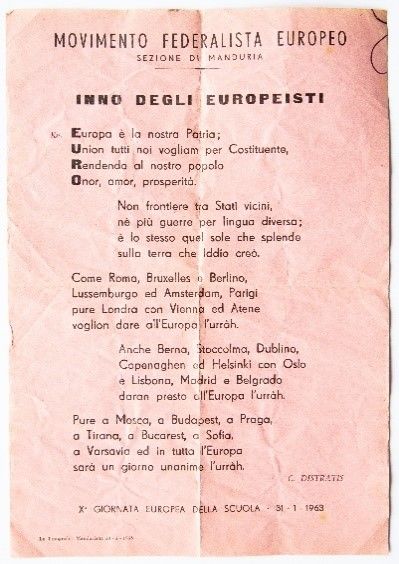 MOVIMENTO FEDERALISTA EUROPEO
SEZIONE DI MANDURIA
INNO DEGLI EUROPEISTI
Europa è la nostra Patria;
Union tutti noi vogliam per Costituente,
Rendendo al nostro popolo
Onor, amor, prosperità.
Non frontiere tra Stati vicini,
nè più guerre per lingua diversa;
è lo stesso quel sole che splende
sulla terra che Iddio creò.
Come Roma, Bruxelles e Berlino,
Lussemburgo ed Amsterdam, Parigi
pure Londra con Vienna ed Atene
voglion dare all'Europa l'urràh.
Anche Berna, Stoccolma, Dublino,
Copenaghen ed Helsinki con Oslo
e Lisbona, Madrid e Belgrado
daran presto all'Europa l'urràh.
Pure a Mosca, a Budapest, a Praga,
a Tirana, a Bucarest, a Sofia,
a Varsavia ed in tutta l'Europa
sarà un giorno unanime l'urràh.
C. DISTRATIS
Xª GIORNATA EUROPEA DELLA SCUOLA - 31-1-1963